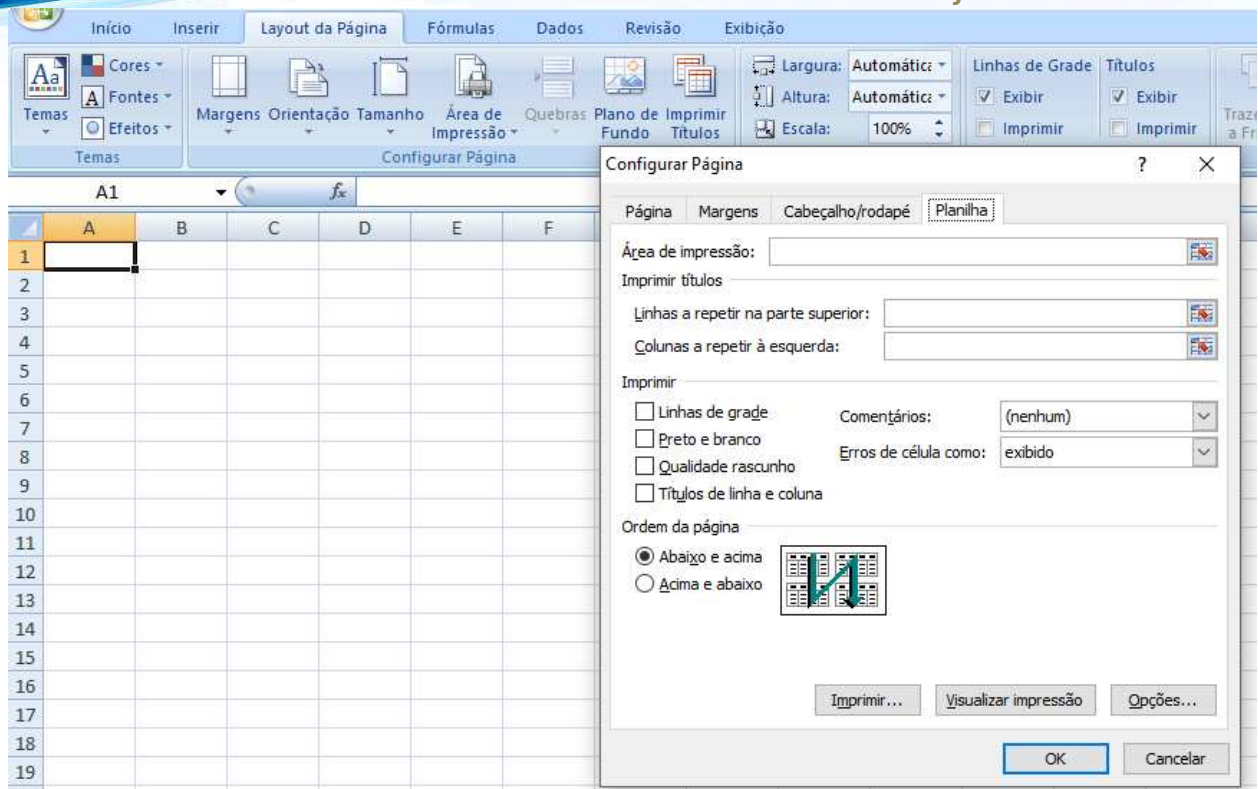 Início Inserir Layout da Página Fórmulas Dados Revisão Exibição
Aa Cores Largura: Automática Linhas de Grade Títulos
A Fontes Altura: Automática Exibir Exibir
Temas Efeitos Margens Orientação Tamanho Área de Impressão Quebras Plano de Fundo Imprimir Títulos Escala: 100% Imprimir Imprimir
Temas Configurar Página
Configurar Página ? X
A1 fx
Página Margens Cabeçalho/rodapé Planilha
A B C D E F
Área de impressão:
Imprimir títulos
Linhas a repetir na parte superior:
Colunas a repetir à esquerda:
Imprimir
Linhas de grade Comentários: (nenhum)
Preto e branco
Erros de célula como: exibido
Qualidade rascunho
Títulos de linha e coluna
Ordem da página
Abaixo e acima
Acima e abaixo
Imprimir... Visualizar impressão Opções...
OK Cancelar
1
2
3
4
5
6
7
8
9
10
11
12
13
14
15
16
17
18
19